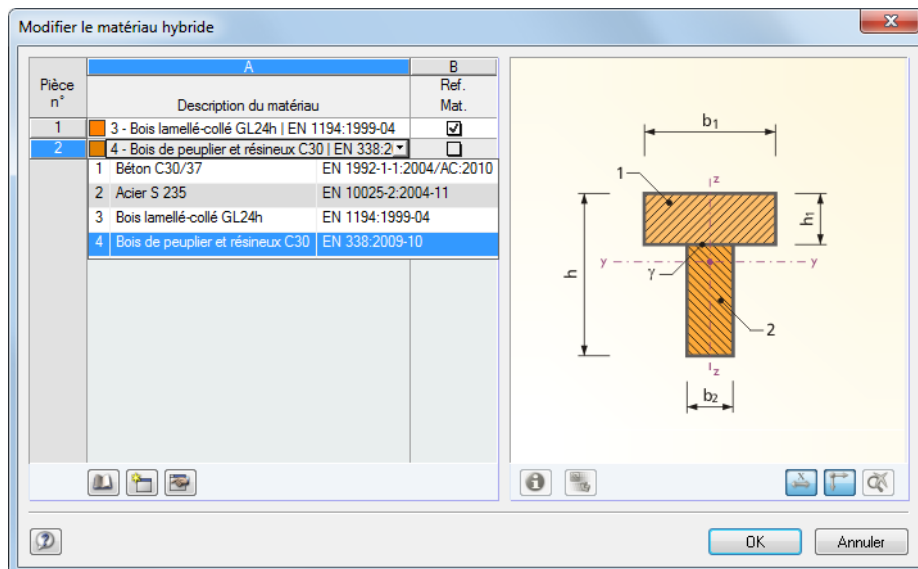 Modifier le matériau hybride
x
A B
Pièce n° Description du matériau Ref. Mat.
1 3 - Bois lamellé-collé GL24h | EN 1194:1999-04
2 4 - Bois de peuplier et résineux C30 | EN 338:2
1 Béton C30/37 EN 1992-1-1:2004/AC:2010
2 Acier S 235 EN 10025-2:2004-11
3 Bois lamellé-collé GL24h EN 1194:1999-04
4 Bois de peuplier et résineux C30 EN 338:2009-10
b1
1 z
h1
h y γ y
2
z
b2
i X
?
OK Annuler